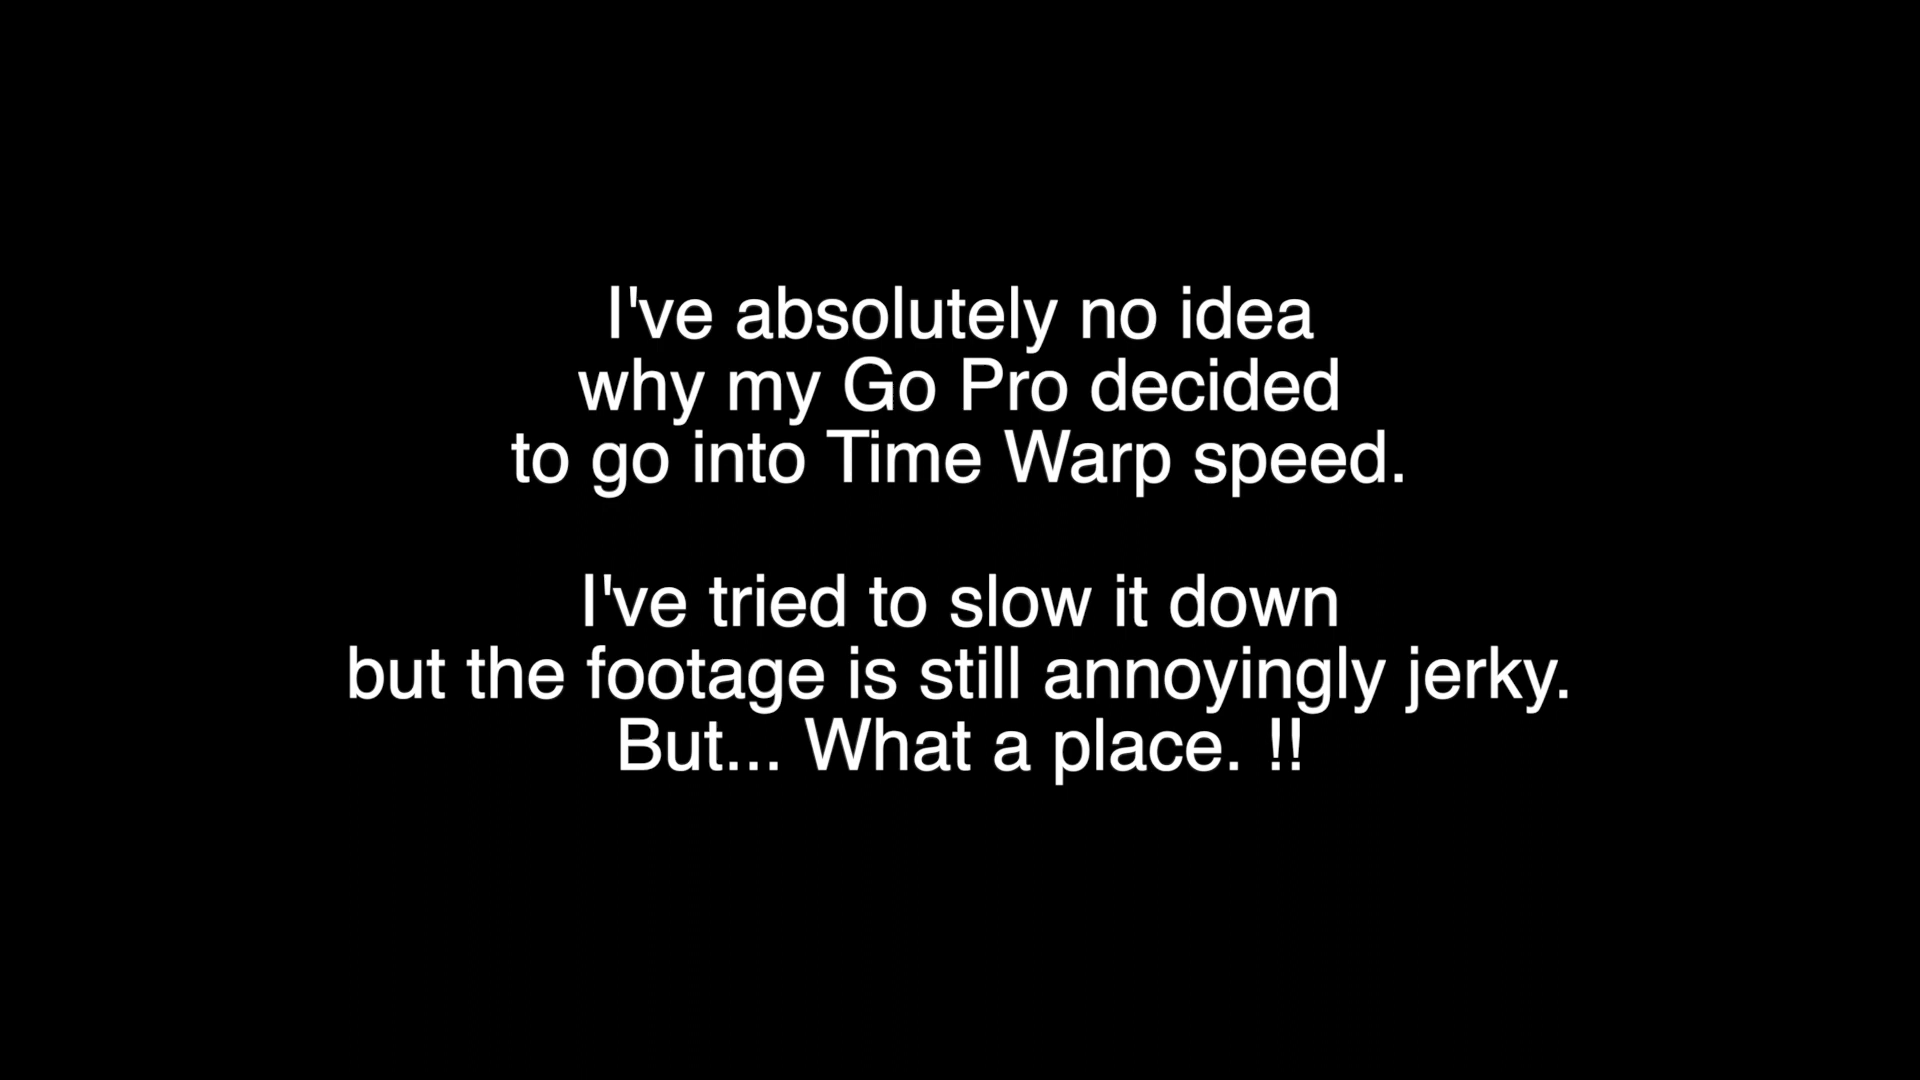 I've absolutely no idea
why my Go Pro decided
to go into Time Warp speed.
I've tried to slow it down
but the footage is still annoyingly jerky.
But... What a place. !!